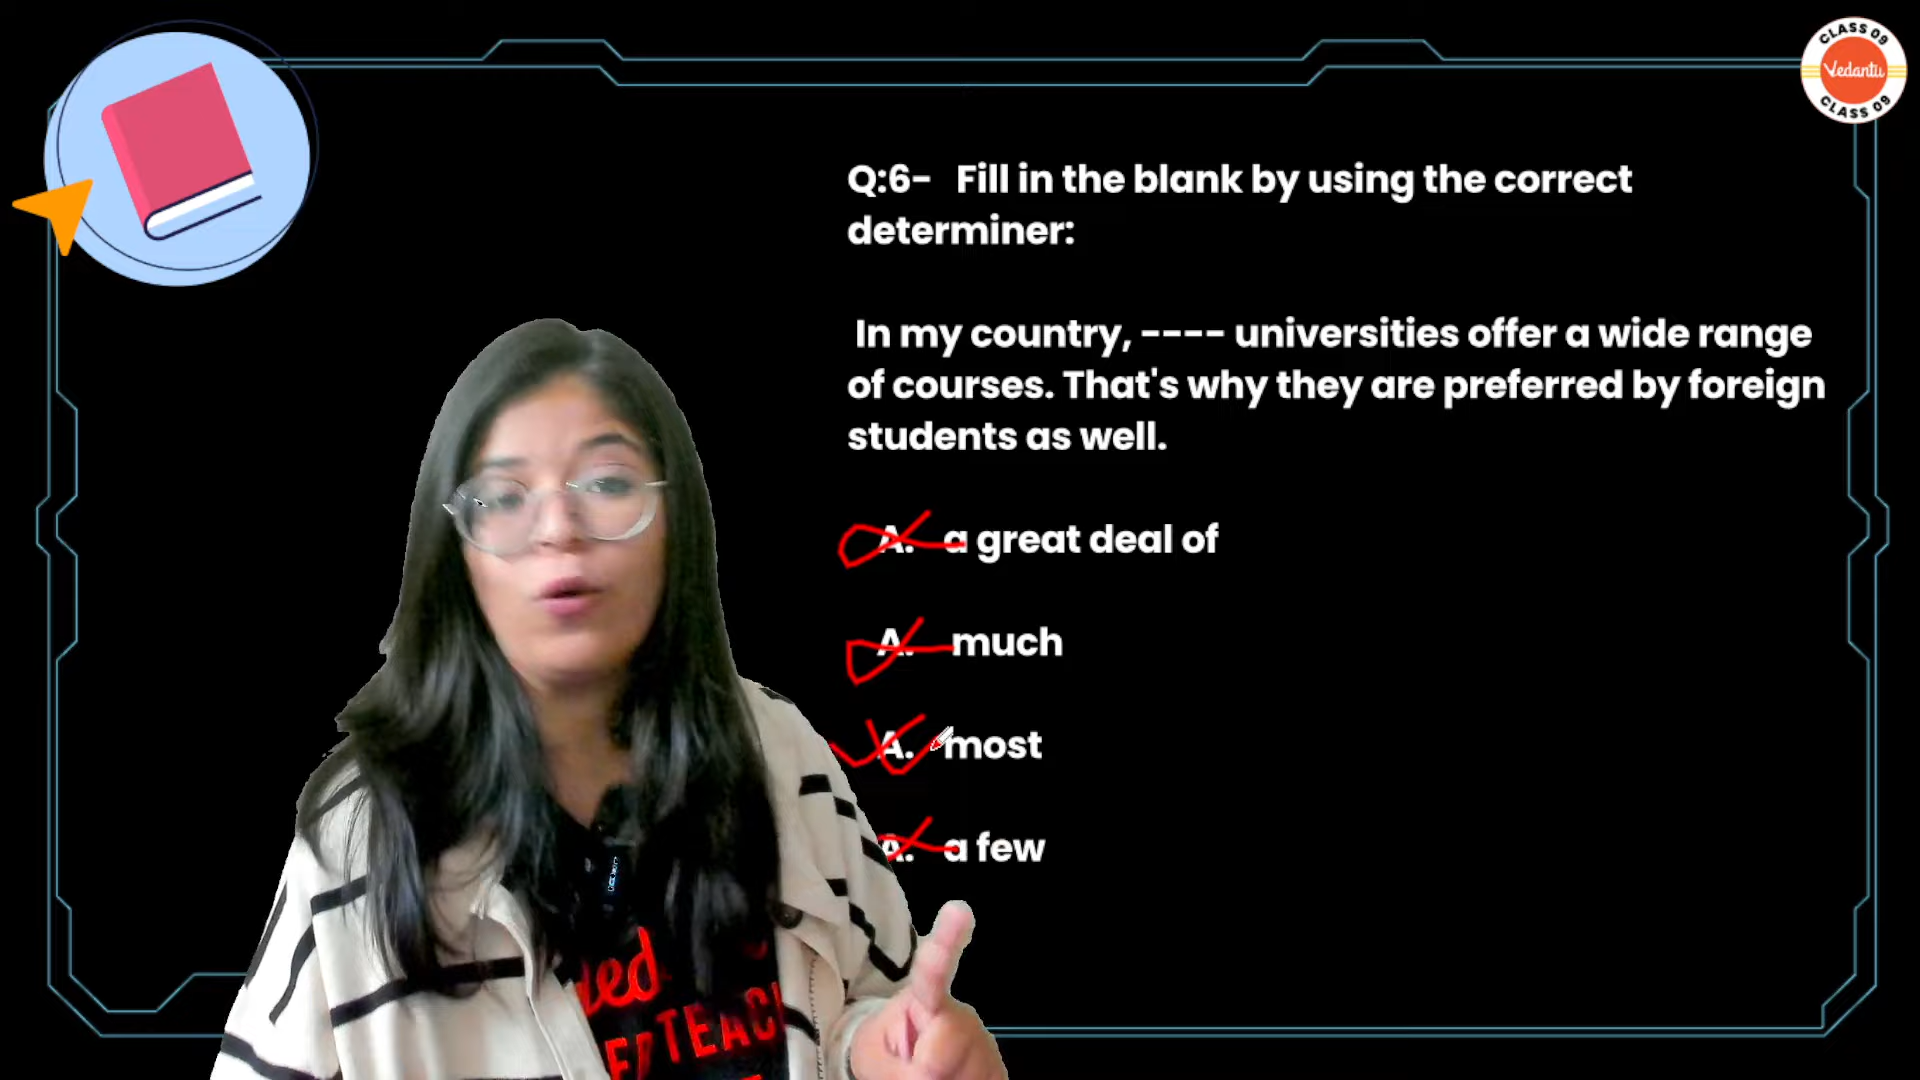 CLASS 09
Vedantu
CLASS 09
Q:6- Fill in the blank by using the correct
determiner:
In my country, ---- universities offer a wide range
of courses. That's why they are preferred by foreign
students as well.
A. a great deal of
A. much
A. most
A. a few
TEACH